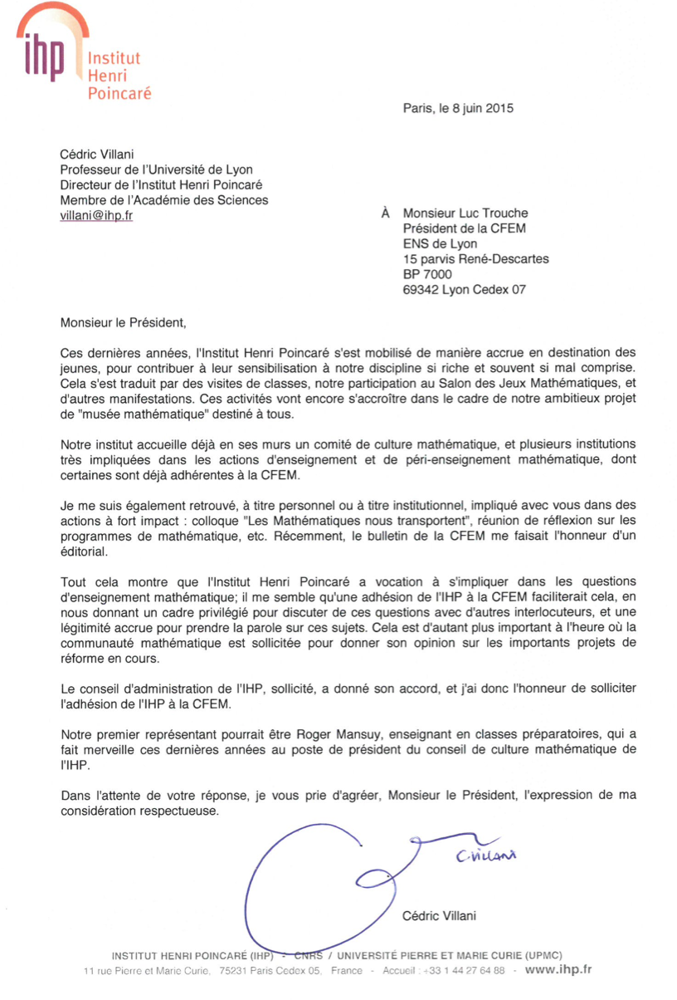 ihp Institut
Henri
Poincaré
Paris, le 8 juin 2015
Cédric Villani
Professeur de l'Université de Lyon
Directeur de l'Institut Henri Poincaré
Membre de l'Académie des Sciences
villani@ihp.fr
À Monsieur Luc Trouche
Président de la CFEM
ENS de Lyon
15 parvis René-Descartes
BP 7000
69342 Lyon Cedex 07
Monsieur le Président,
Ces dernières années, l'Institut Henri Poincaré s'est mobilisé de manière accrue en destination des
jeunes, pour contribuer à leur sensibilisation à notre discipline si riche et souvent si mal comprise.
Cela s'est traduit par des visites de classes, notre participation au Salon des Jeux Mathématiques, et
d'autres manifestations. Ces activités vont encore s'accroître dans le cadre de notre ambitieux projet
de "musée mathématique" destiné à tous.
Notre institut accueille déjà en ses murs un comité de culture mathématique, et plusieurs institutions
très impliquées dans les actions d'enseignement et de péri-enseignement mathématique, dont
certaines sont déjà adhérentes à la CFEM.
Je me suis également retrouvé, à titre personnel ou à titre institutionnel, impliqué avec vous dans des
actions à fort impact : colloque "Les Mathématiques nous transportent", réunion de réflexion sur les
programmes de mathématique, etc. Récemment, le bulletin de la CFEM me faisait l'honneur d'un
éditorial.
Tout cela montre que l'Institut Henri Poincaré a vocation à s'impliquer dans les questions
d'enseignement mathématique; il me semble qu'une adhésion de l'IHP à la CFEM faciliterait cela, en
nous donnant un cadre privilégié pour discuter de ces questions avec d'autres interlocuteurs, et une
légitimité accrue pour prendre la parole sur ces sujets. Cela est d'autant plus important à l'heure où la
communauté mathématique est sollicitée pour donner son opinion sur les importants projets de
réforme en cours.
Le conseil d'administration de l'IHP, sollicité, a donné son accord, et j'ai donc l'honneur de solliciter
l'adhésion de l'IHP à la CFEM.
Notre premier représentant pourrait être Roger Mansuy, enseignant en classes préparatoires, qui a
fait merveille ces dernières années au poste de président du conseil de culture mathématique de
l'IHP.
Dans l'attente de votre réponse, je vous prie d'agréer, Monsieur le Président, l'expression de ma
considération respectueuse.
C. VILLANI
Cédric Villani
INSTITUT HENRI POINCARÉ (IHP) - CNRS / UNIVERSITÉ PIERRE ET MARIE CURIE (UPMC)
11 rue Pierre et Marie Curie, 75231 Paris Cedex 05, France - Accueil : +33 1 44 27 64 88 - www.ihp.fr